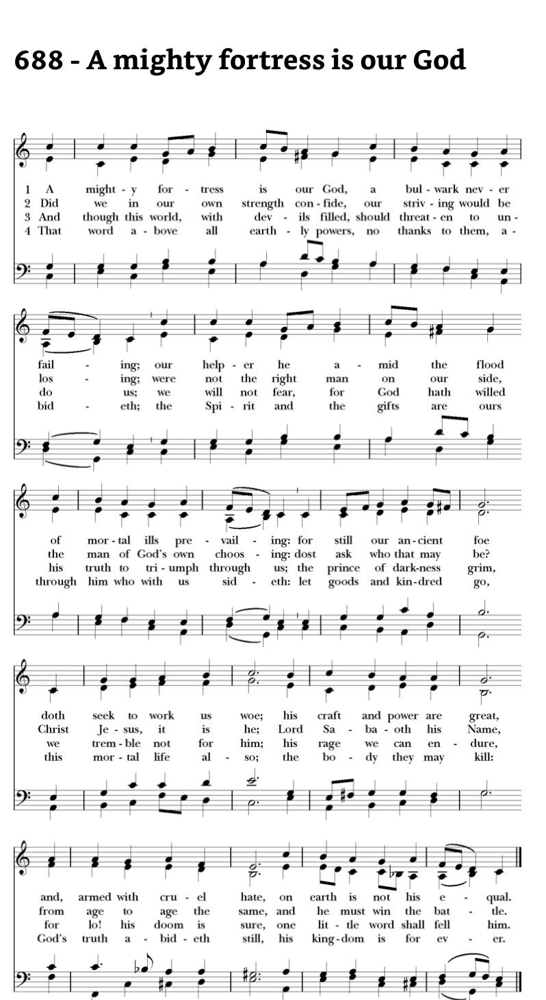 688 - A mighty fortress is our God
1 A might - y for - tress is our God, a bul - wark nev - er
2 Did we in our own strength con - fide, our striv - ing would be
3 And though this world, with dev - ils filled, should threat - en to un -
4 That word a - bove all earth - ly powers, no thanks to them, a -
fail - ing; our help - er he a - mid the flood
los - ing; were not the right man on our side,
do us; we will not fear, for God hath willed
bid - eth; the Spi - rit and the gifts are ours
of mor - tal ills pre - vail - ing: for still our an - cient foe
the man of God's own choos - ing: dost ask who that may be?
his truth to tri - umph through us; the prince of dark - ness grim,
through him who with us sid - eth: let goods and kin - dred go,
doth seek to work us woe; his craft and power are great,
Christ Je - sus, it is he; Lord Sa - ba - oth his Name,
we trem - ble not for him; his rage we can en - dure,
this mor - tal life al - so; the bo - dy they may kill:
and, armed with cru - el hate, on earth is not his e - qual.
from age to age the same, and he must win the bat - tle.
for lo! his doom is sure, one lit - tle word shall fell him.
God's truth a - bid - eth still, his king - dom is for ev - er.